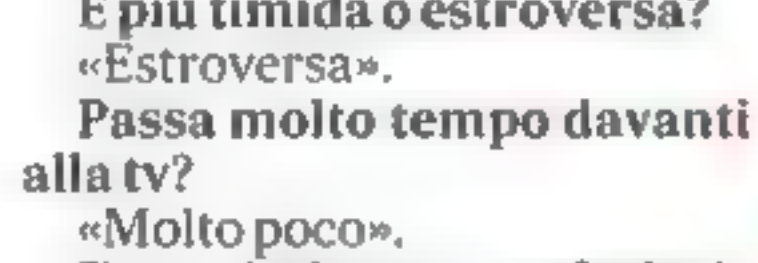 È più timida o estroversa?
«Estroversa».
Passa molto tempo davanti
alla tv?
«Molto poco».